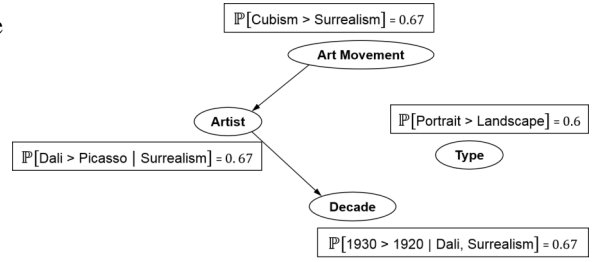 e
ℙ[Cubism > Surrealism] = 0.67
Art Movement
Artist
ℙ[Portrait > Landscape] = 0.6
ℙ[Dali > Picasso | Surrealism] = 0.67
Type
Decade
ℙ[1930 > 1920 | Dali, Surrealism] = 0.67